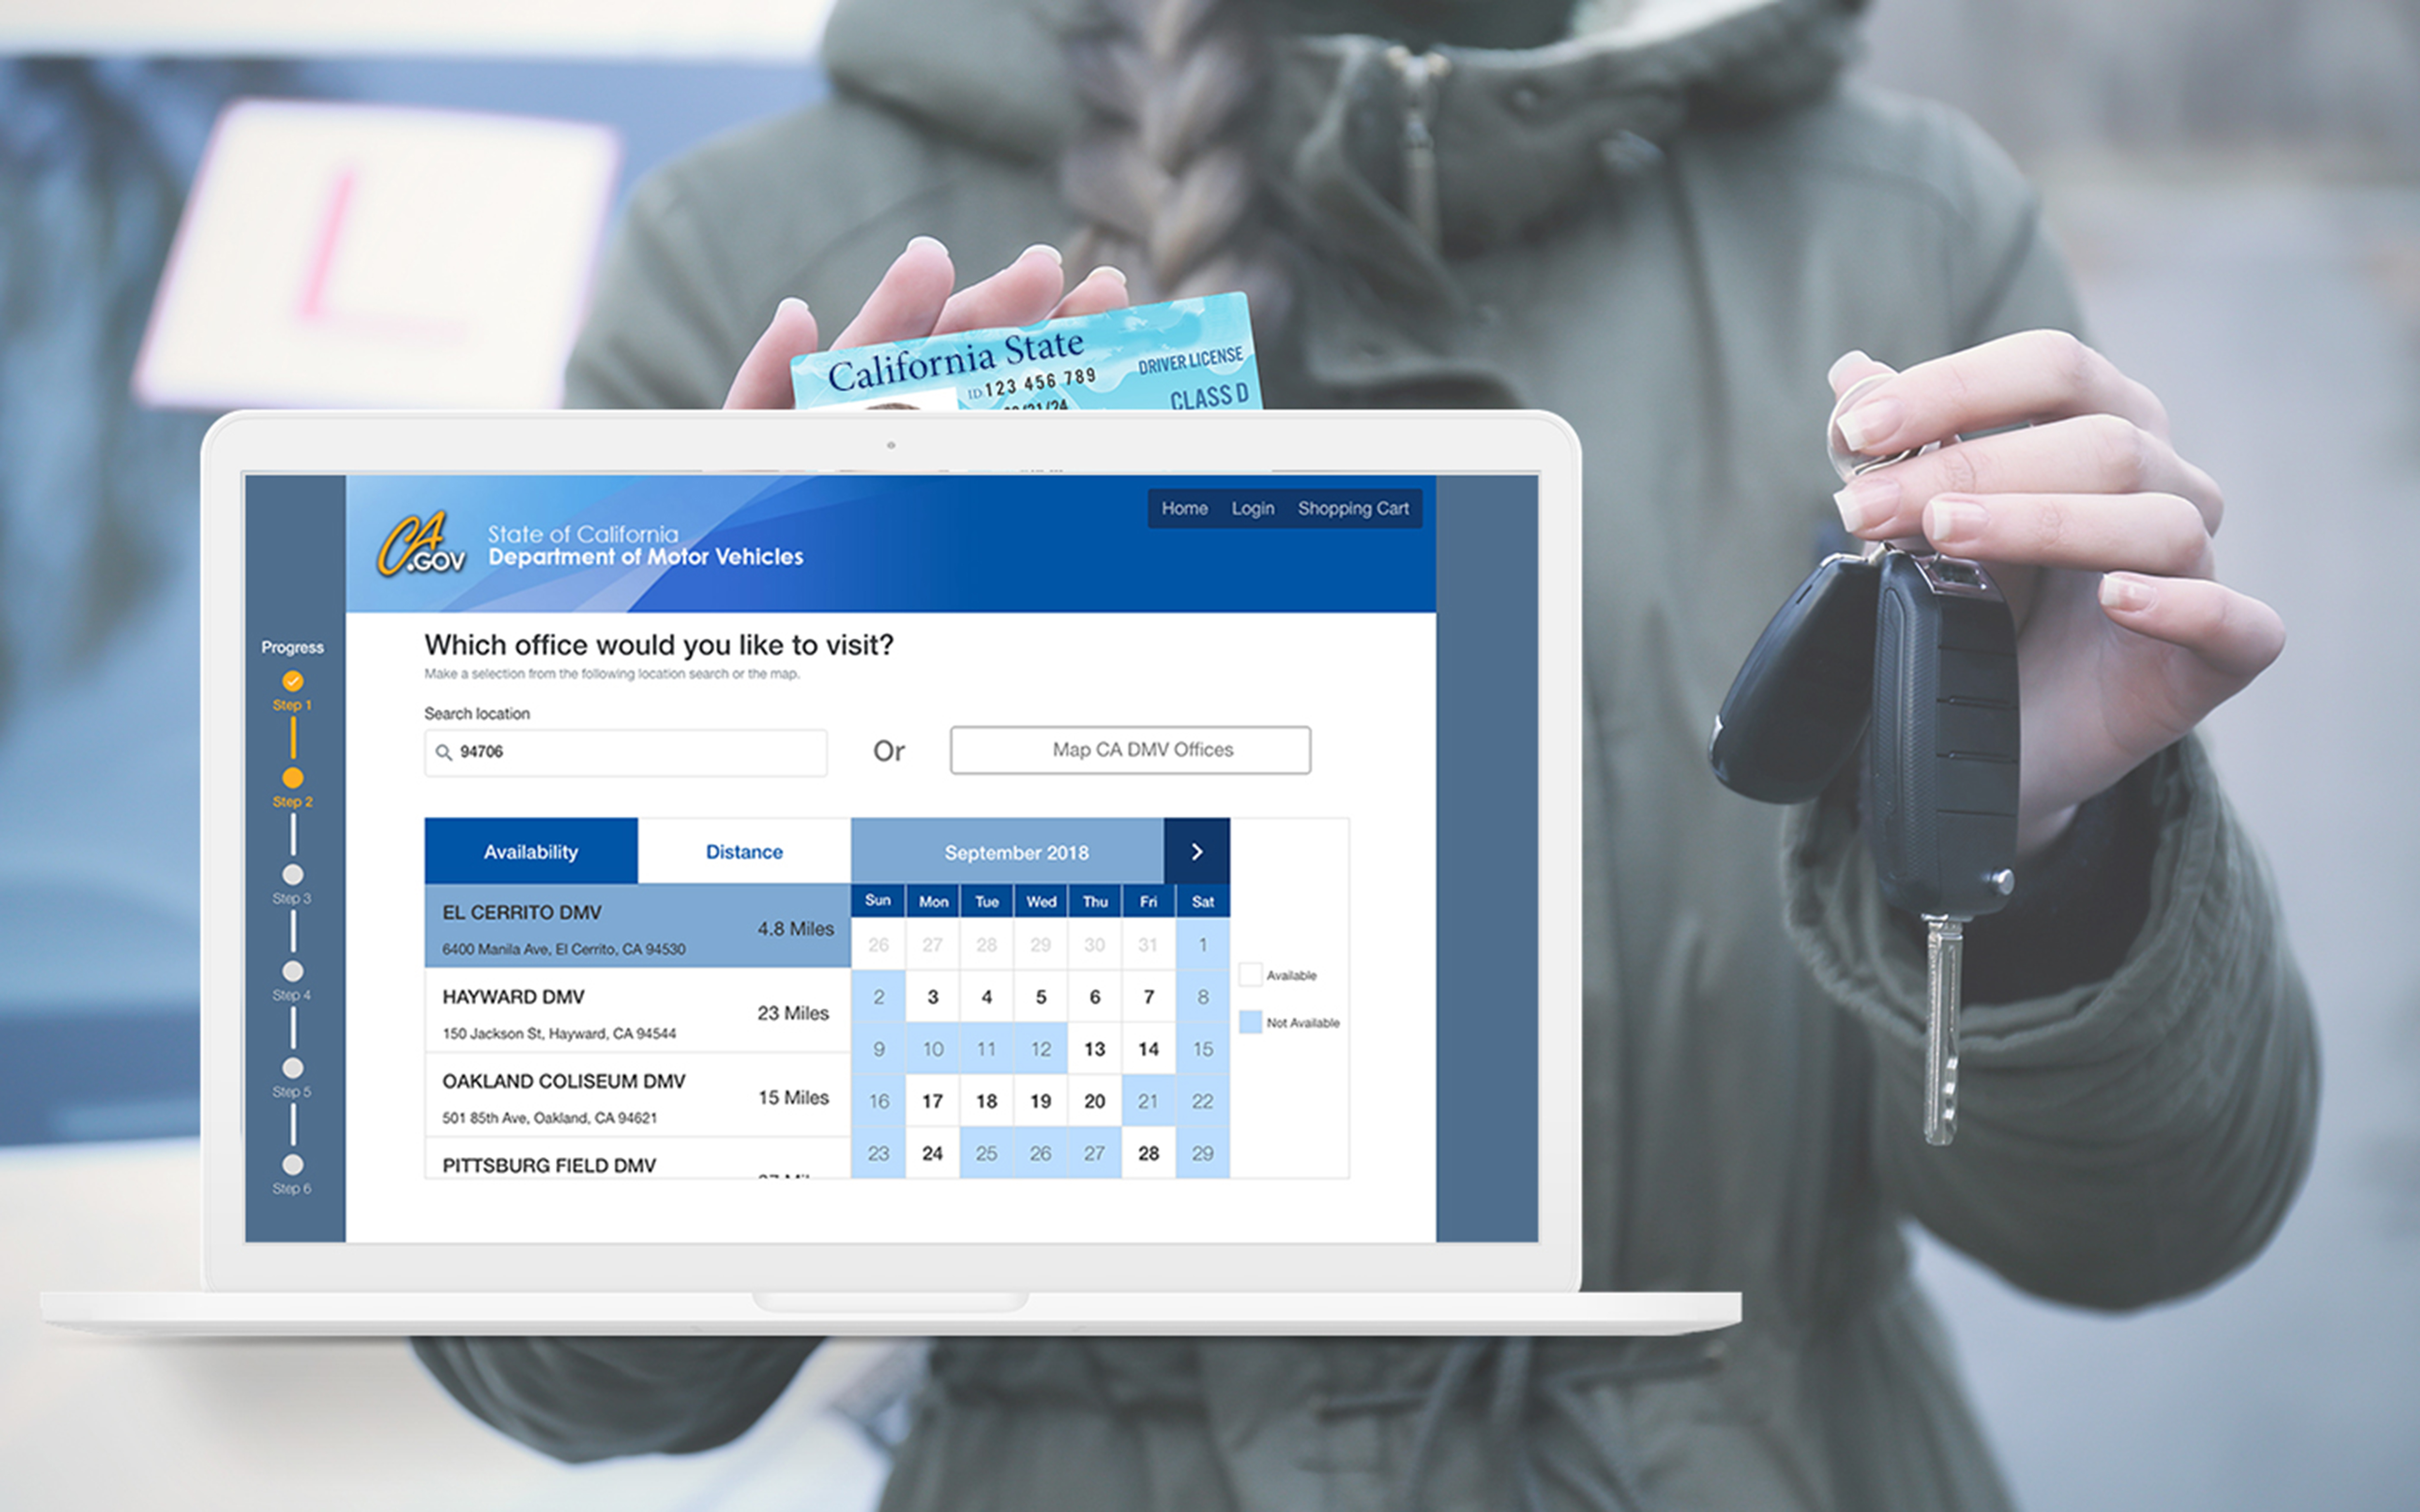 L
California State
DRIVER LICENSE
ID:123 456 789
CLASS D
CA.GOV
State of California
Department of Motor Vehicles
Home Login Shopping Cart
Which office would you like to visit?
Make a selection from the following location search or the map.
Search location
94706
Or
Map CA DMV Offices
Progress
Step 1
Step 2
Step 3
Step 4
Step 5
Step 6
Availability Distance
EL CERRITO DMV
6400 Manila Ave, El Cerrito, CA 94530
4.8 Miles
HAYWARD DMV
150 Jackson St, Hayward, CA 94544
23 Miles
OAKLAND COLISEUM DMV
501 85th Ave, Oakland, CA 94621
15 Miles
PITTSBURG FIELD DMV
September 2018
Sun Mon Tue Wed Thu Fri Sat
26 27 28 29 30 31 1
2 3 4 5 6 7 8
9 10 11 12 13 14 15
16 17 18 19 20 21 22
23 24 25 26 27 28 29
Available
Not Available